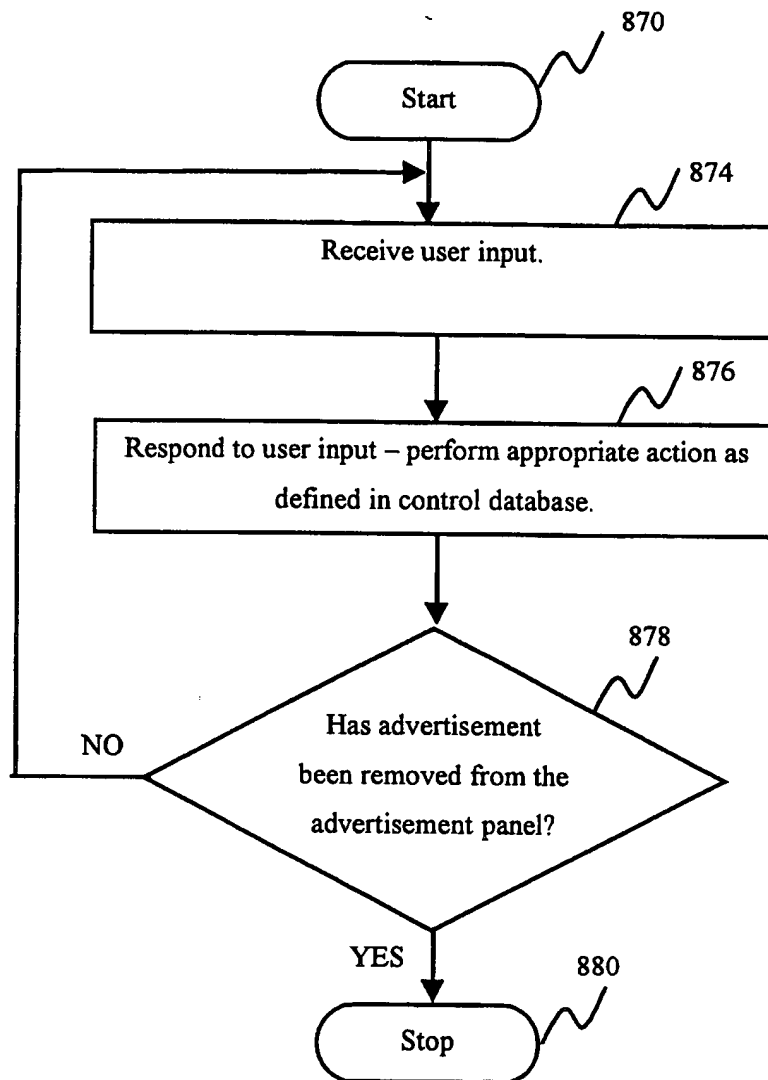 870
Start
874
Receive user input.
876
Respond to user input – perform appropriate action as
defined in control database.
878
Has advertisement
been removed from the
advertisement panel?
NO
YES
880
Stop